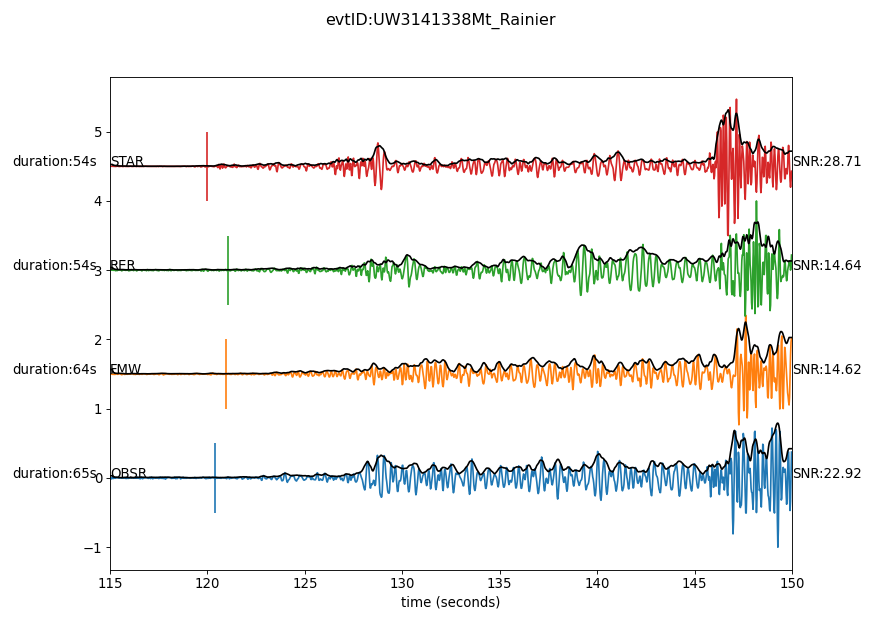 evtID:UW3141338Mt_Rainier
5
duration:54s STAR SNR:28.71
4
duration:54s RER SNR:14.64
3
2
duration:64s FMW SNR:14.62
1
duration:65s OBSR SNR:22.92
0
−1
115 120 125 130 135 140 145 150
time (seconds)